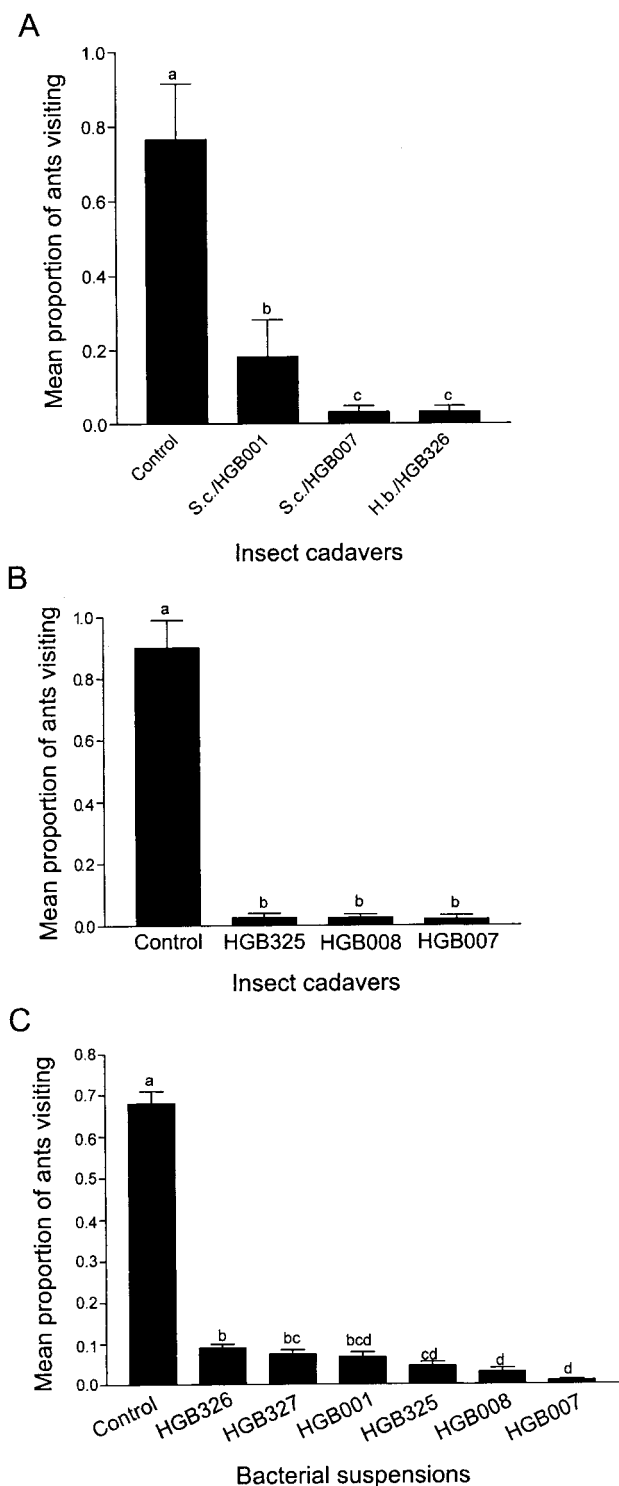 A
Mean proportion of ants visiting
1.0
0.8
0.6
0.4
0.2
0.0
a
b
c
c
Control
S.c./HGB001
S.c./HGB007
H.b./HGB326
Insect cadavers
B
Mean proportion of ants visiting
1.0
0.8
0.6
0.4
0.2
0.0
a
b
b
b
Control
HGB325
HGB008
HGB007
Insect cadavers
C
Mean proportion of ants visiting
0.8
0.7
0.6
0.5
0.4
0.3
0.2
0.1
0.0
a
b
bc
bcd
cd
d
d
Control
HGB326
HGB327
HGB001
HGB325
HGB008
HGB007
Bacterial suspensions